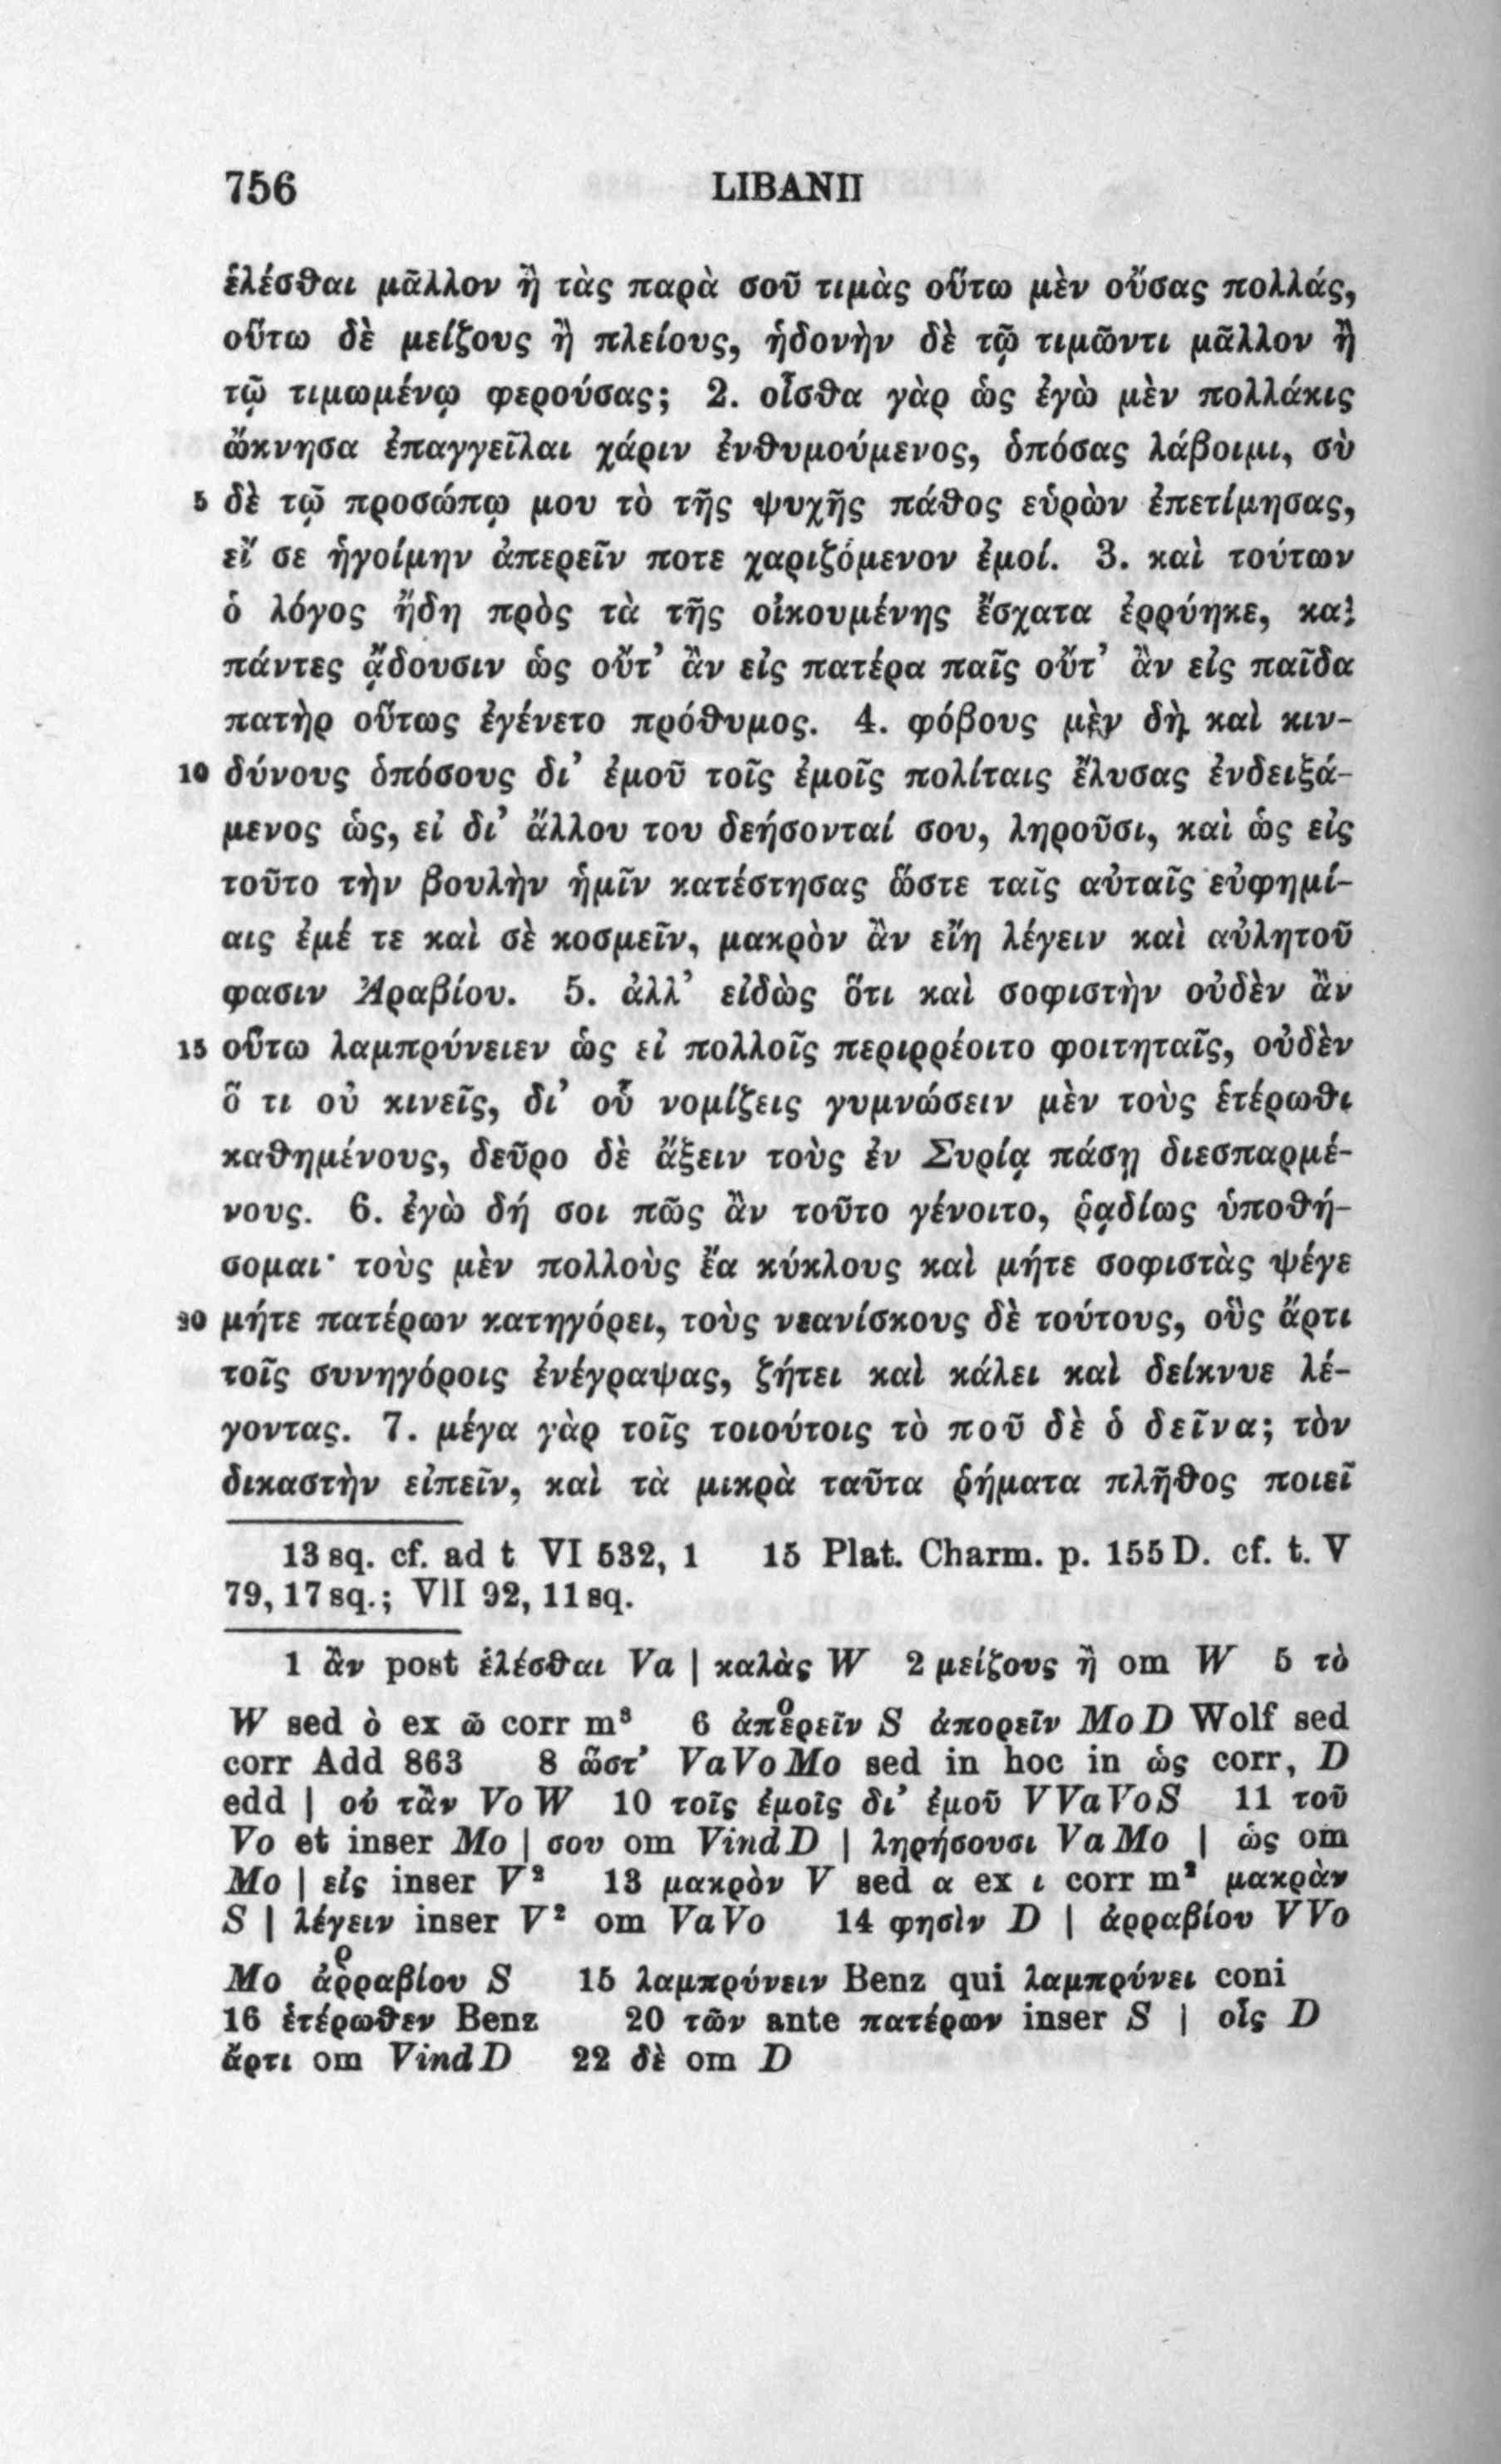 756 LIBANII
ἑλέσθαι μᾶλλον ἢ τὰς παρὰ σοῦ τιμὰς οὕτω μὲν οὔσας πολλάς,
οὕτω δὲ μείζους ἢ πλείους, ἡδονὴν δὲ τῷ τιμῶντι μᾶλλον ἢ
τῷ τιμωμένῳ φερούσας; 2. οἶσθα γὰρ ὡς ἐγὼ μὲν πολλάκις
ὤκνησα ἐπαγγεῖλαι χάριν ἐνθυμούμενος, ὁπόσας λάβοιμι, σὺ
5 δὲ τῷ προσώπῳ μου τὸ τῆς ψυχῆς πάθος εὑρὼν ἐπετίμησας,
εἴ σε ἡγοίμην ἀπερεῖν ποτε χαριζόμενον ἐμοί. 3. καὶ τούτων
ὁ λόγος ἤδη πρὸς τὰ τῆς οἰκουμένης ἔσχατα ἐρρύηκε, καὶ
πάντες ᾄδουσιν ὡς οὔτ’ ἂν εἰς πατέρα παῖς οὔτ’ ἂν εἰς παῖδα
πατὴρ οὕτως ἐγένετο πρόθυμος. 4. φόβους μὲν δὴ καὶ κιν-
10 δύνους ὁπόσους δι’ ἐμοῦ τοῖς ἐμοῖς πολίταις ἔλυσας ἐνδειξά-
μενος ὡς, εἰ δι’ ἄλλου του δεήσονταί σου, ληροῦσι, καὶ ὡς εἰς
τοῦτο τὴν βουλὴν ἡμῖν κατέστησας ὥστε ταῖς αὐταῖς εὐφημί-
αις ἐμέ τε καὶ σὲ κοσμεῖν, μακρὸν ἂν εἴη λέγειν καὶ αὐλητοῦ
φασιν Ἀραβίου. 5. ἀλλ’ εἰδὼς ὅτι καὶ σοφιστὴν οὐδὲν ἂν
15 οὕτω λαμπρύνειεν ὡς εἰ πολλοῖς περιρρέοιτο φοιτηταῖς, οὐδὲν
ὅ τι οὐ κινεῖς, δι’ οὗ νομίζεις γυμνώσειν μὲν τοὺς ἑτέρωθι
καθημένους, δεῦρο δὲ ἄξειν τοὺς ἐν Συρίᾳ πάσῃ διεσπαρμέ-
νους. 6. ἐγὼ δή σοι πῶς ἂν τοῦτο γένοιτο, ῥᾳδίως ὑποθή-
σομαι· τοὺς μὲν πολλοὺς ἔα κύκλους καὶ μήτε σοφιστὰς ψέγε
20 μήτε πατέρων κατηγόρει, τοὺς νεανίσκους δὲ τούτους, οὓς ἄρτι
τοῖς συνηγόροις ἐνέγραψας, ζήτει καὶ κάλει καὶ δείκνυε λέ-
γοντας. 7. μέγα γὰρ τοῖς τοιούτοις τὸ ποῦ δὲ ὁ δεῖνα; τὸν
δικαστὴν εἰπεῖν, καὶ τὰ μικρὰ ταῦτα ῥήματα πλῆθος ποιεῖ
13 sq. cf. ad t VI 532, 1 15 Plat. Charm. p. 155 D. cf. t. V
79, 17 sq.; VII 92, 11 sq.
1 ἂν post ἑλέσθαι Va | καλὰς W 2 μείζους ἢ om W 5 τὸ
W sed ὸ ex ῶ corr m³ 6 ἀπεͦρεῖν S ἀπορεῖν Mo D Wolf sed
corr Add 863 8 ὥστ’ Va Vo Mo sed in hoc in ὡς corr, D
edd | οὐ τἂν Vo W 10 τοῖς ἐμοῖς δι’ ἐμοῦ V Va Vo S 11 τοῦ
Vo et inser Mo | σου om Vind D | ληρήσουσι Va Mo | ὡς om
Mo | εἰς inser V² 13 μακρὸν V sed α ex ι corr m² μακρὰν
S | λέγειν inser V² om Va Vo 14 φησὶν D | ἀρραβίου V Vo
Mo ἀρραβίου S 15 λαμπρύνειν Benz qui λαμπρύνει coni
16 ἑτέρωθεν Benz 20 τῶν ante πατέρων inser S | οἷς D
ἄρτι om Vind D 22 δὲ om D